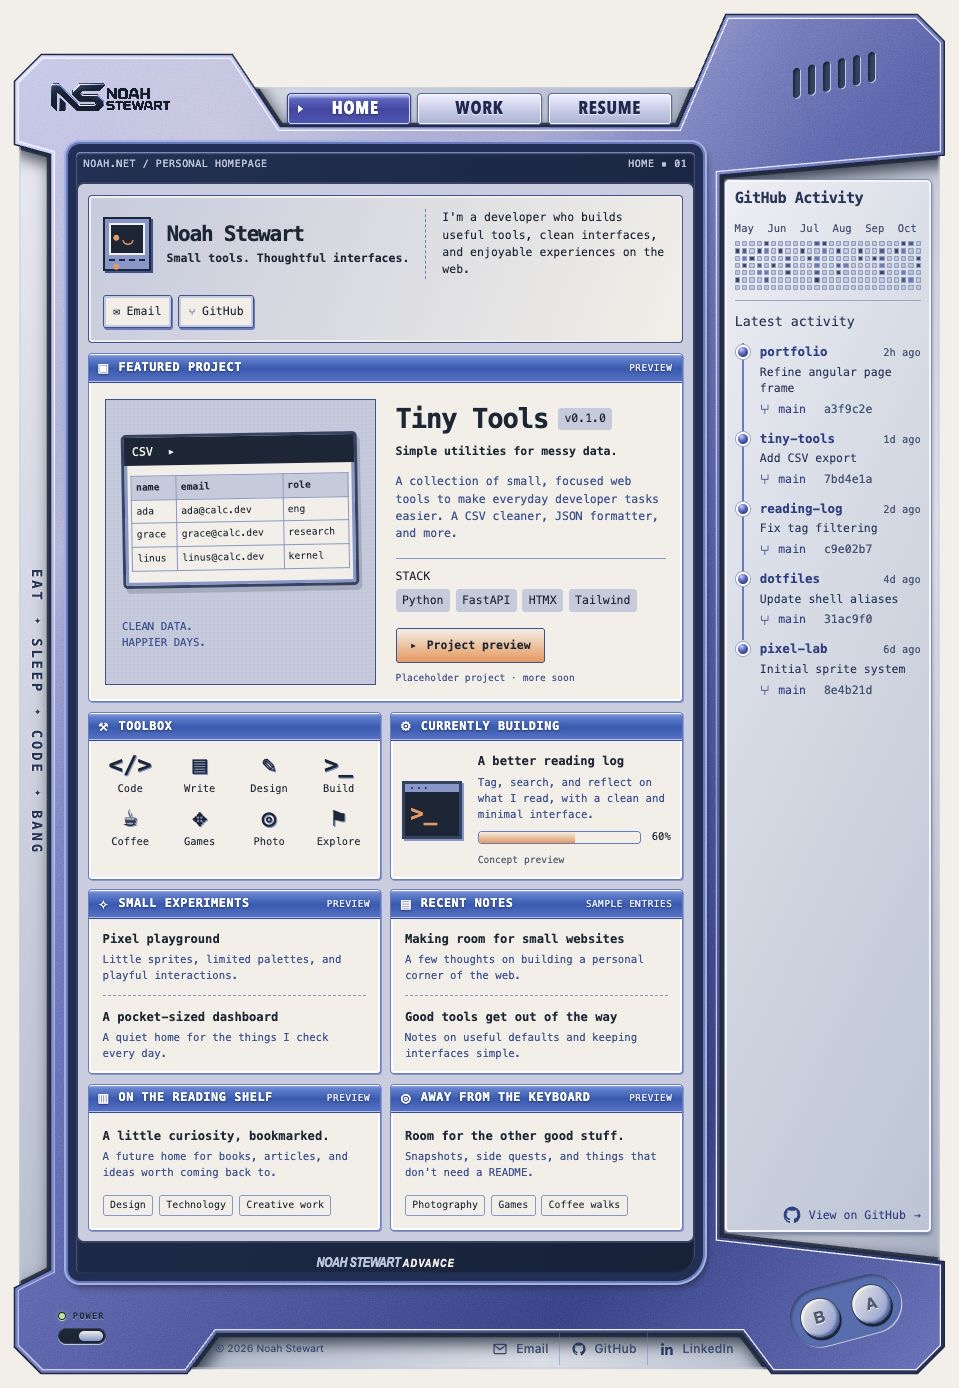 NOAH
STEWART
HOME
WORK
RESUME
NOAH.NET / PERSONAL HOMEPAGE
HOME ▪ 01
Noah Stewart
Small tools. Thoughtful interfaces.
I'm a developer who builds
useful tools, clean interfaces,
and enjoyable experiences on the
web.
Email
GitHub
FEATURED PROJECT
PREVIEW
CSV ▸
name email role
ada ada@calc.dev eng
grace grace@calc.dev research
linus linus@calc.dev kernel
CLEAN DATA.
HAPPIER DAYS.
Tiny Tools v0.1.0
Simple utilities for messy data.
A collection of small, focused web
tools to make everyday developer tasks
easier. A CSV cleaner, JSON formatter,
and more.
STACK
Python FastAPI HTMX Tailwind
▸ Project preview
Placeholder project · more soon
TOOLBOX
</> Code
Write
Design
>_ Build
Coffee
Games
Photo
Explore
CURRENTLY BUILDING
>_
A better reading log
Tag, search, and reflect on
what I read, with a clean and
minimal interface.
60%
Concept preview
SMALL EXPERIMENTS
PREVIEW
Pixel playground
Little sprites, limited palettes, and
playful interactions.
A pocket-sized dashboard
A quiet home for the things I check
every day.
RECENT NOTES
SAMPLE ENTRIES
Making room for small websites
A few thoughts on building a personal
corner of the web.
Good tools get out of the way
Notes on useful defaults and keeping
interfaces simple.
ON THE READING SHELF
PREVIEW
A little curiosity, bookmarked.
A future home for books, articles, and
ideas worth coming back to.
Design Technology Creative work
AWAY FROM THE KEYBOARD
PREVIEW
Room for the other good stuff.
Snapshots, side quests, and things that
don't need a README.
Photography Games Coffee walks
NOAH STEWART ADVANCE
GitHub Activity
May Jun Jul Aug Sep Oct
Latest activity
portfolio 2h ago
Refine angular page
frame
main a3f9c2e
tiny-tools 1d ago
Add CSV export
main 7bd4e1a
reading-log 2d ago
Fix tag filtering
main c9e02b7
dotfiles 4d ago
Update shell aliases
main 31ac9f0
pixel-lab 6d ago
Initial sprite system
main 8e4b21d
View on GitHub →
EAT ✦ SLEEP ✦ CODE ✦ BANG
POWER
© 2026 Noah Stewart
Email
GitHub
LinkedIn
B
A